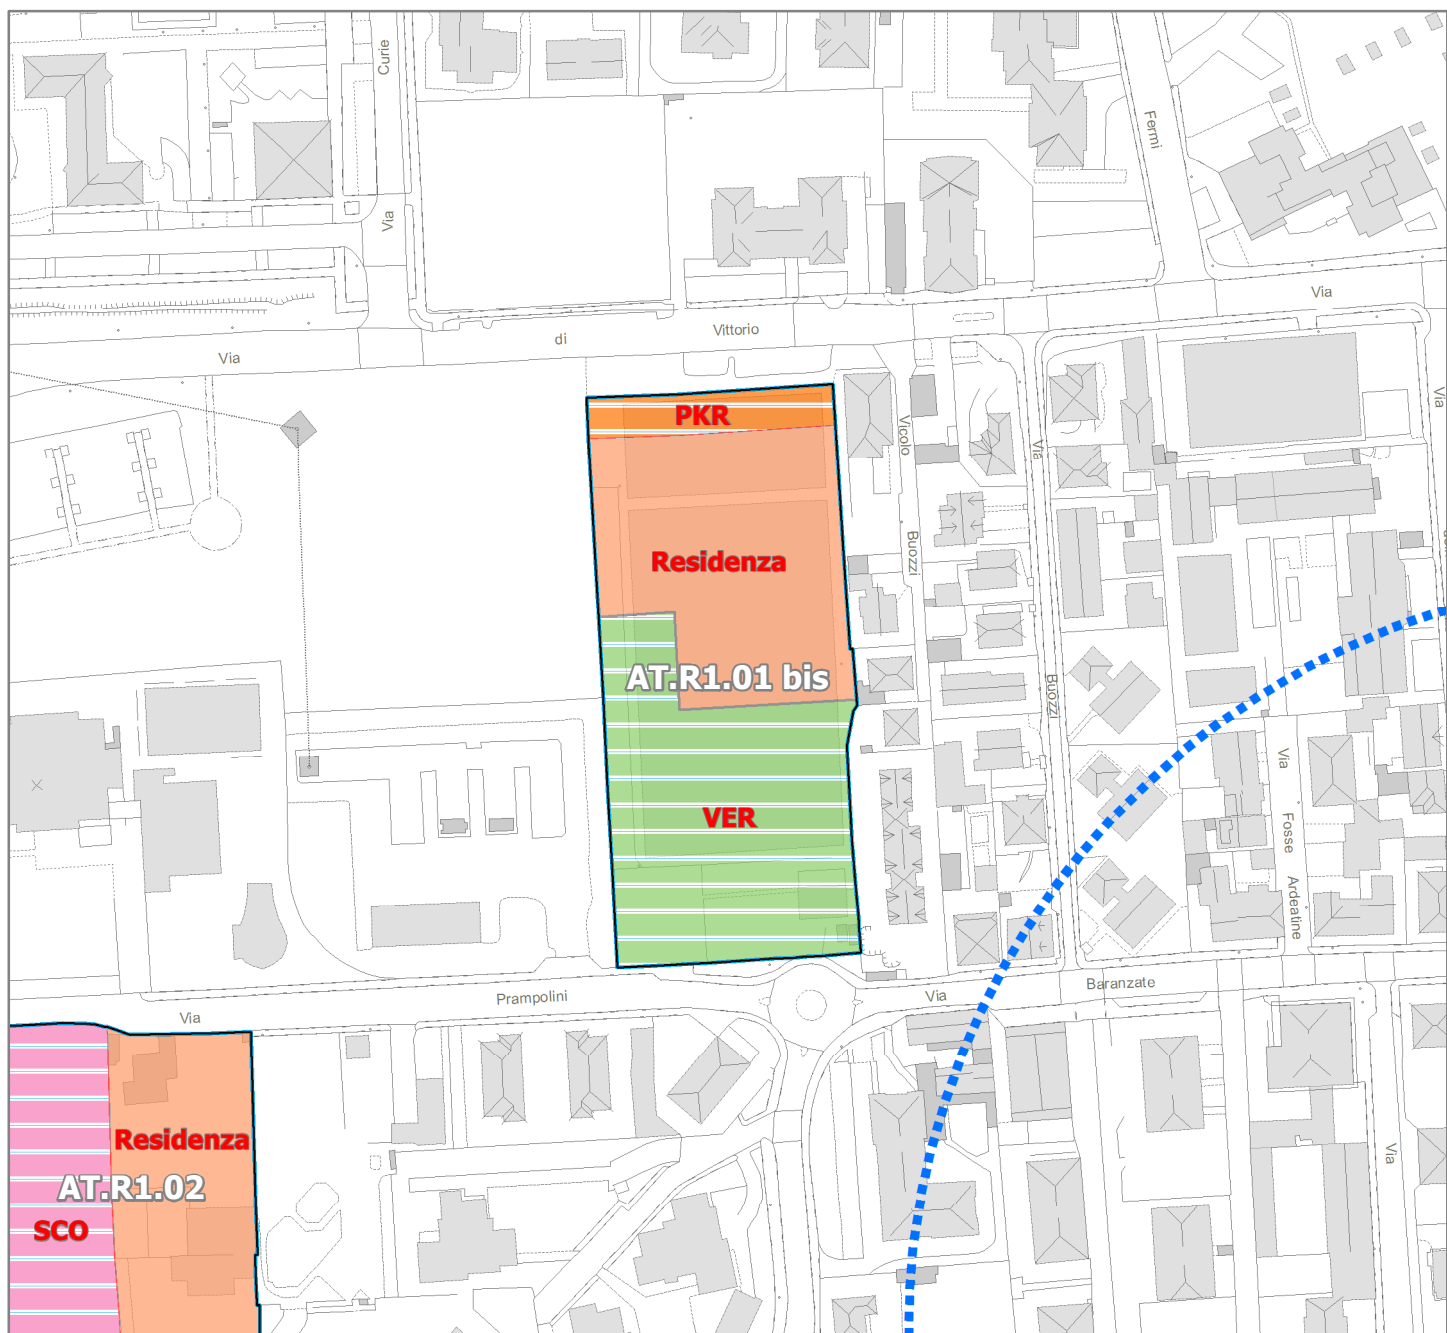 Curie
Via
Fermi
Via
Via
di
Vittorio
Via
PKR
Vicolo
Via
Buozzi
Residenza
AT.R1.01 bis
Buozzi
VER
Via
Fosse
Ardeatine
Prampolini
Via
Baranzate
Via
Residenza
AT.R1.02
SCO
Via